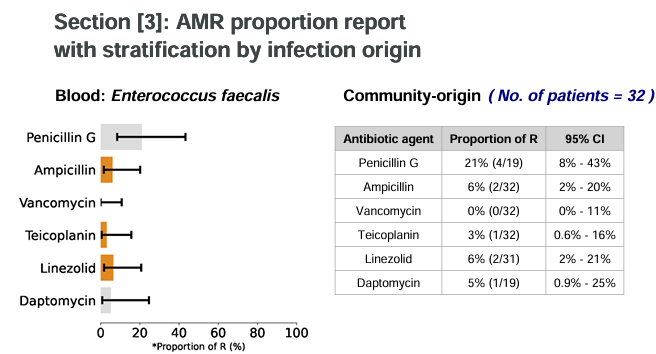 Section [3]: AMR proportion report
with stratification by infection origin
Blood: Enterococcus faecalis
Penicillin G
Ampicillin
Vancomycin
Teicoplanin
Linezolid
Daptomycin
0 20 40 60 80 100
*Proportion of R (%)
Community-origin ( No. of patients = 32 )
Antibiotic agent Proportion of R 95% CI
Penicillin G 21% (4/19) 8% - 43%
Ampicillin 6% (2/32) 2% - 20%
Vancomycin 0% (0/32) 0% - 11%
Teicoplanin 3% (1/32) 0.6% - 16%
Linezolid 6% (2/31) 2% - 21%
Daptomycin 5% (1/19) 0.9% - 25%